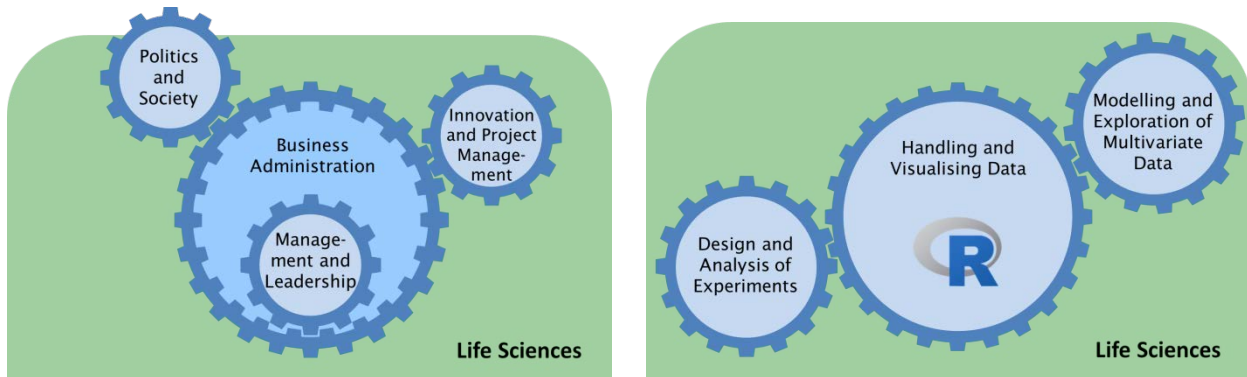 Politics
and
Society
Business
Administration
Innovation
and Project
Manage-
ment
Manage-
ment and
Leadership
Life Sciences
Modelling and
Exploration of
Multivariate
Data
Handling and
Visualising Data
Design and
Analysis of
Experiments
R
Life Sciences